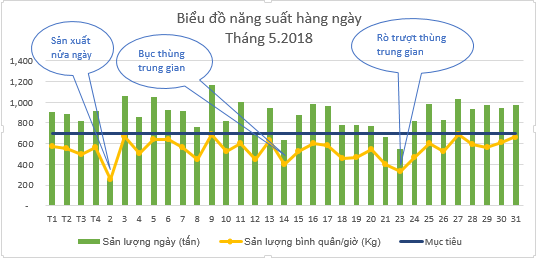 Biểu đồ năng suất hàng ngày
Tháng 5.2018
Sản xuất
nửa ngày
Bục thùng
trung gian
Rò trượt thùng
trung gian
1,400
1,200
1,000
800
600
400
200
-
T1 T2 T3 T4 2 3 4 5 6 7 8 9 10 11 12 13 14 15 16 17 18 19 20 21 23 24 25 26 27 28 29 30 31
Sản lượng ngày (tấn) Sản lượng bình quân/giờ (Kg) Mục tiêu